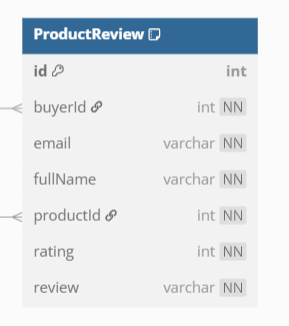 ProductReview
id int
buyerId int NN
email varchar NN
fullName varchar NN
productId int NN
rating int NN
review varchar NN